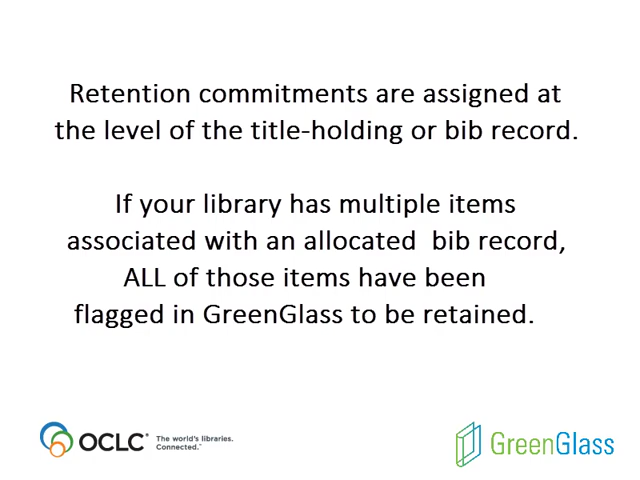 Retention commitments are assigned at
the level of the title-holding or bib record.
If your library has multiple items
associated with an allocated  bib record,
ALL of those items have been
flagged in GreenGlass to be retained.
OCLC® The world's libraries.
Connected.™
GreenGlass